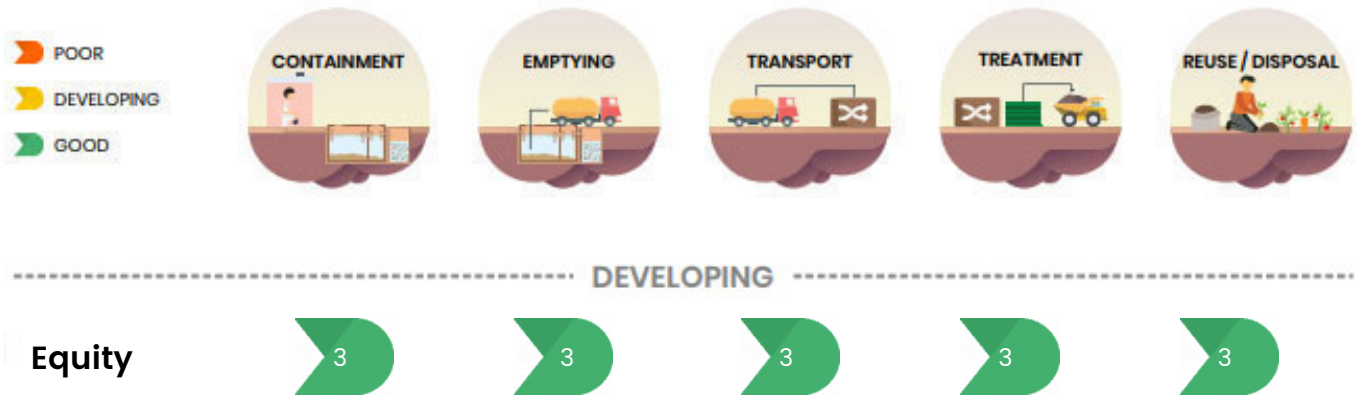 POOR
DEVELOPING
GOOD
CONTAINMENT
EMPTYING
TRANSPORT
TREATMENT
REUSE / DISPOSAL
DEVELOPING
Equity 3 3 3 3 3